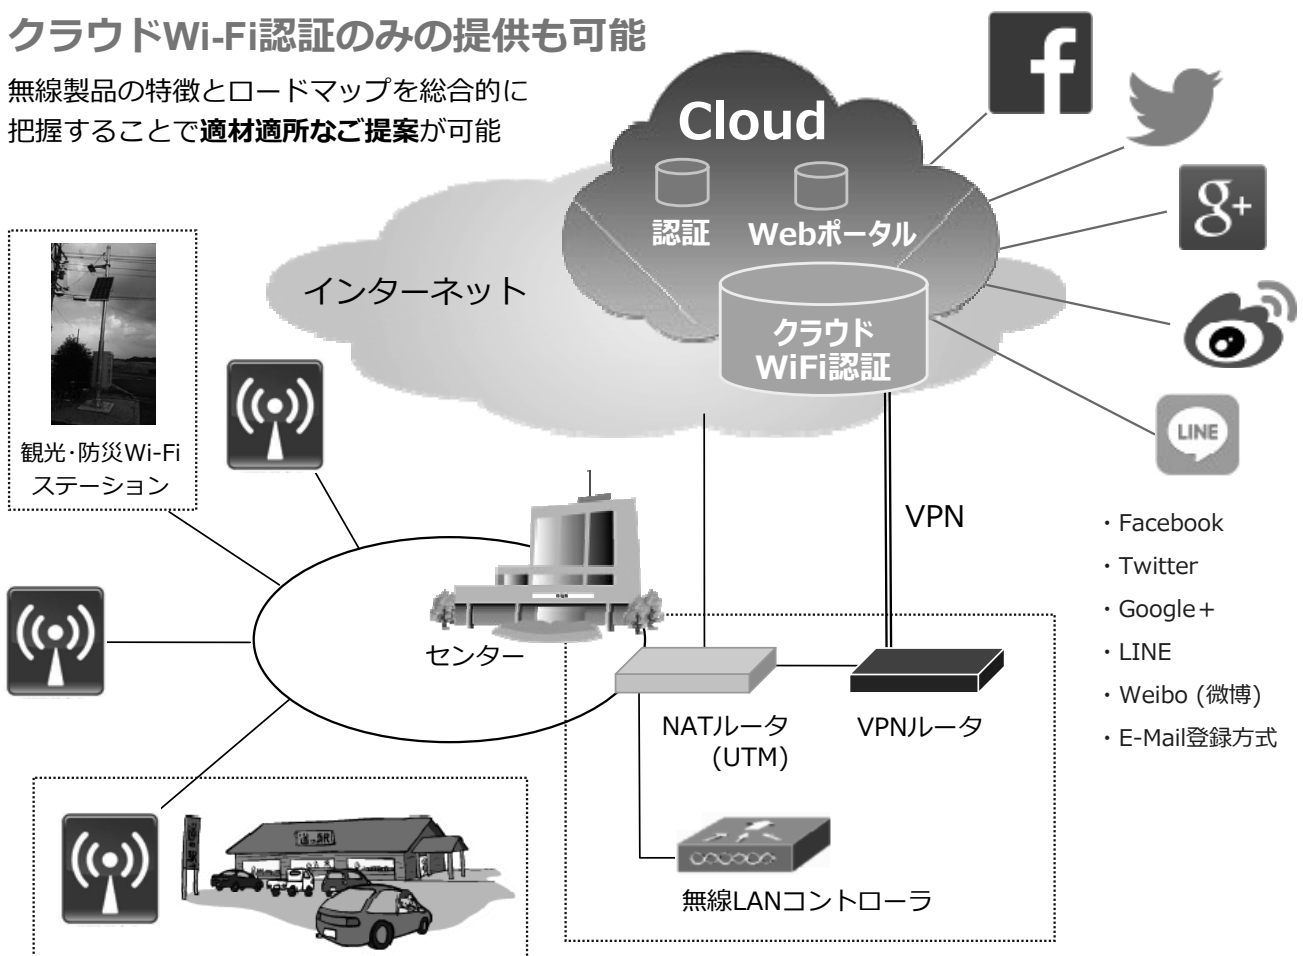 クラウドWi-Fi認証のみの提供も可能
無線製品の特徴とロードマップを総合的に
把握することで適材適所なご提案が可能
Cloud
認証
Webポータル
インターネット
クラウド
WiFi認証
f
g+
LINE
観光・防災Wi-Fi
ステーション
VPN
センター
NATルータ
(UTM)
VPNルータ
無線LANコントローラ
・Facebook
・Twitter
・Google＋
・LINE
・Weibo (微博)
・E-Mail登録方式
道の駅